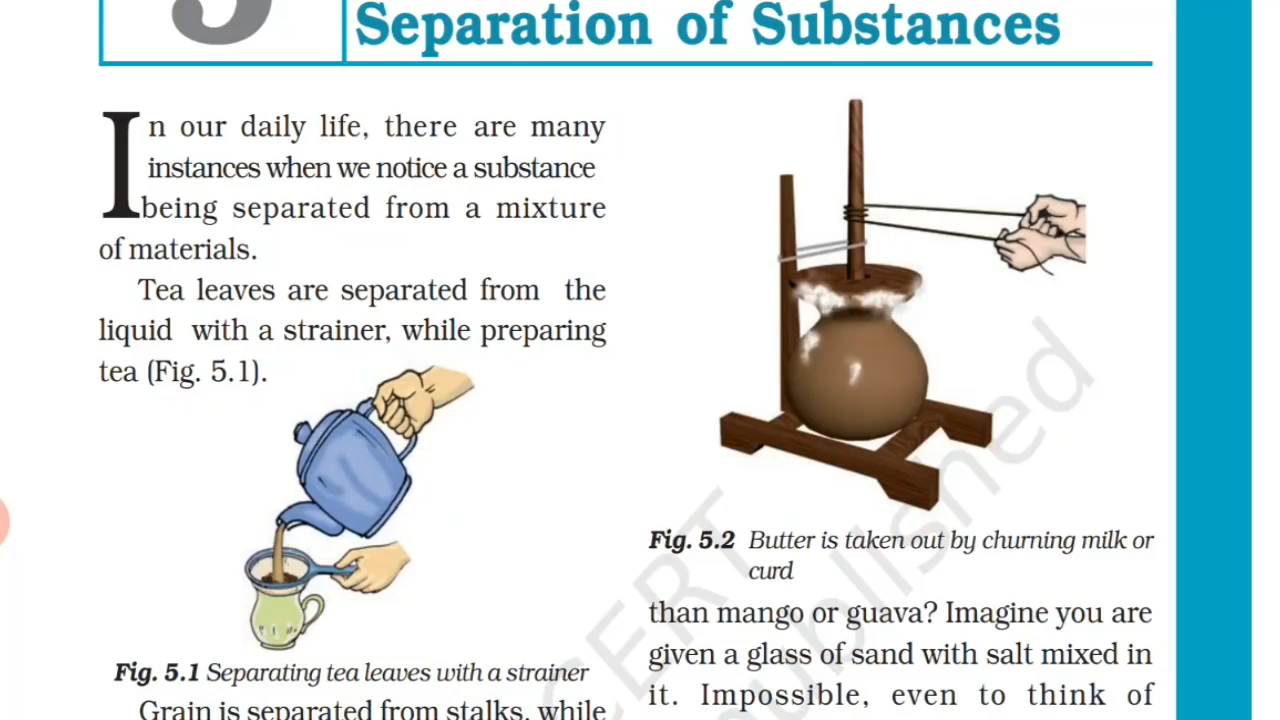 5
Separation of Substances
In our daily life, there are many
instances when we notice a substance
being separated from a mixture
of materials.
Tea leaves are separated from the
liquid with a strainer, while preparing
tea (Fig. 5.1).
Fig. 5.1 Separating tea leaves with a strainer
Grain is separated from stalks, while
Fig. 5.2 Butter is taken out by churning milk or
curd
than mango or guava? Imagine you are
given a glass of sand with salt mixed in
it. Impossible, even to think of
CERT
published